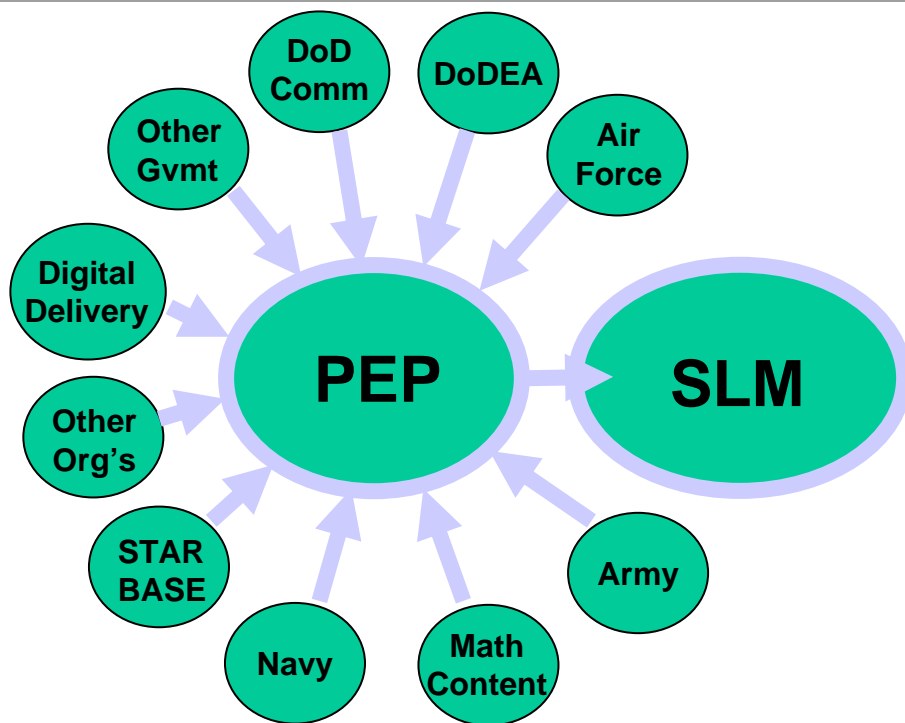 DoD
Comm
DoDEA
Other
Gvmt
Air
Force
Digital
Delivery
PEP
SLM
Other
Org's
STAR
BASE
Army
Navy
Math
Content